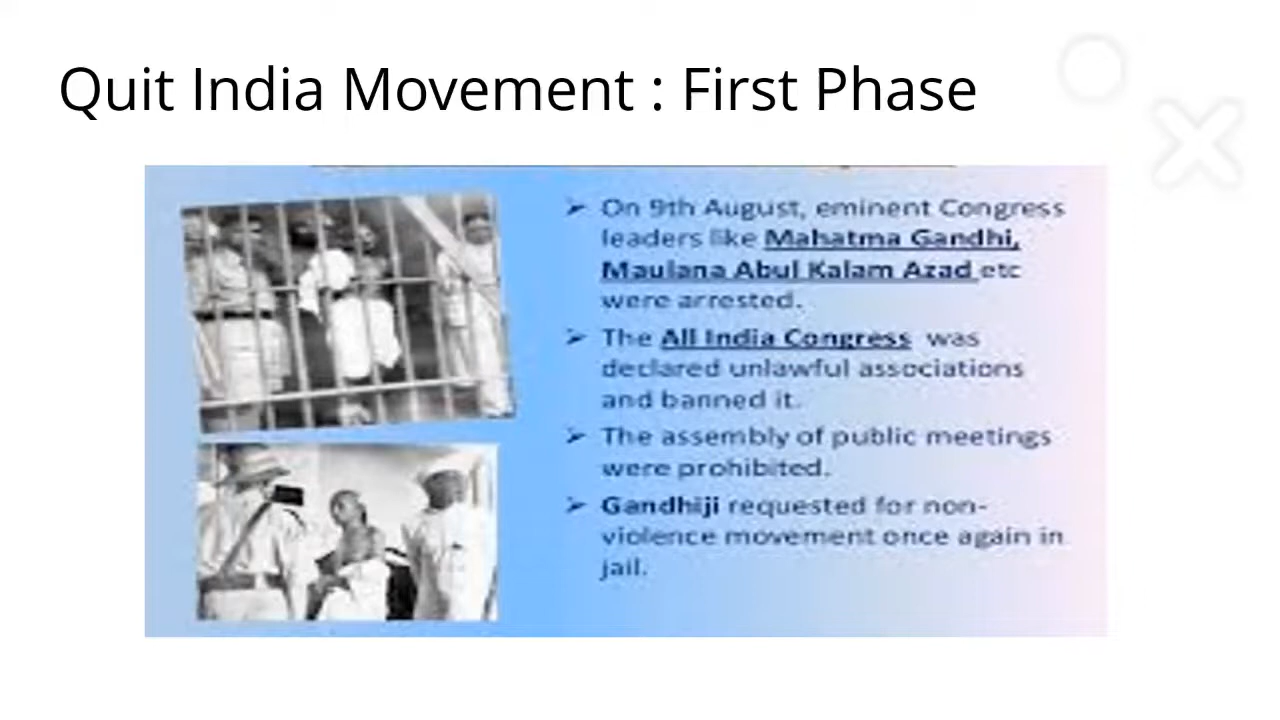 Quit India Movement : First Phase
➢ On 9th August, eminent Congress
leaders like Mahatma Gandhi,
Maulana Abul Kalam Azad etc
were arrested.
➢ The All India Congress was
declared unlawful associations
and banned it.
➢ The assembly of public meetings
were prohibited.
➢ Gandhiji requested for non-
violence movement once again in
jail.